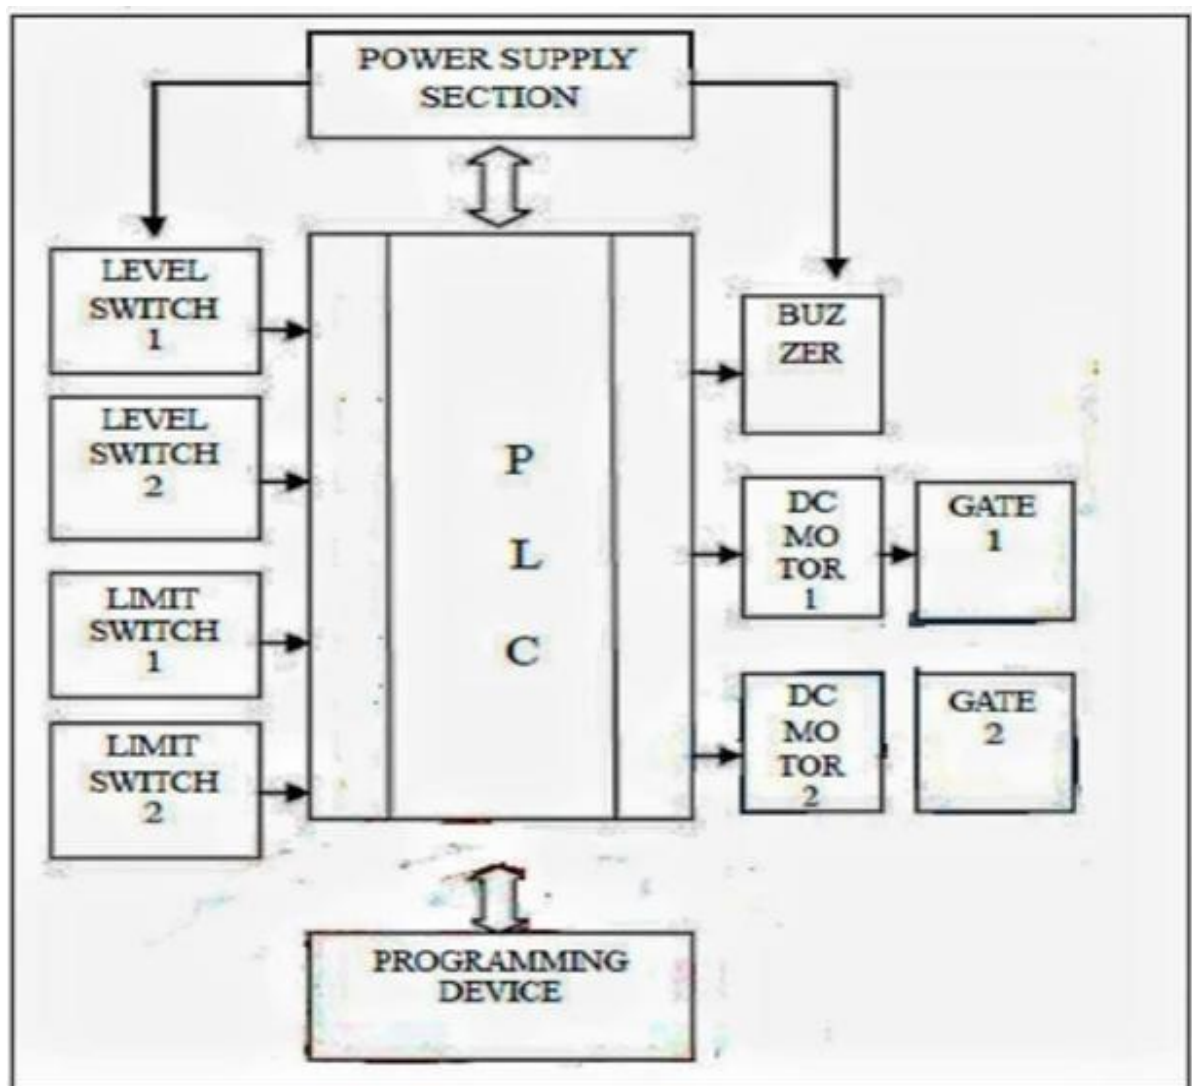 POWER SUPPLY
SECTION
LEVEL
SWITCH
1
LEVEL
SWITCH
2
LIMIT
SWITCH
1
LIMIT
SWITCH
2
P
L
C
BUZ
ZER
DC
MO
TOR
1
GATE
1
DC
MO
TOR
2
GATE
2
PROGRAMMING
DEVICE